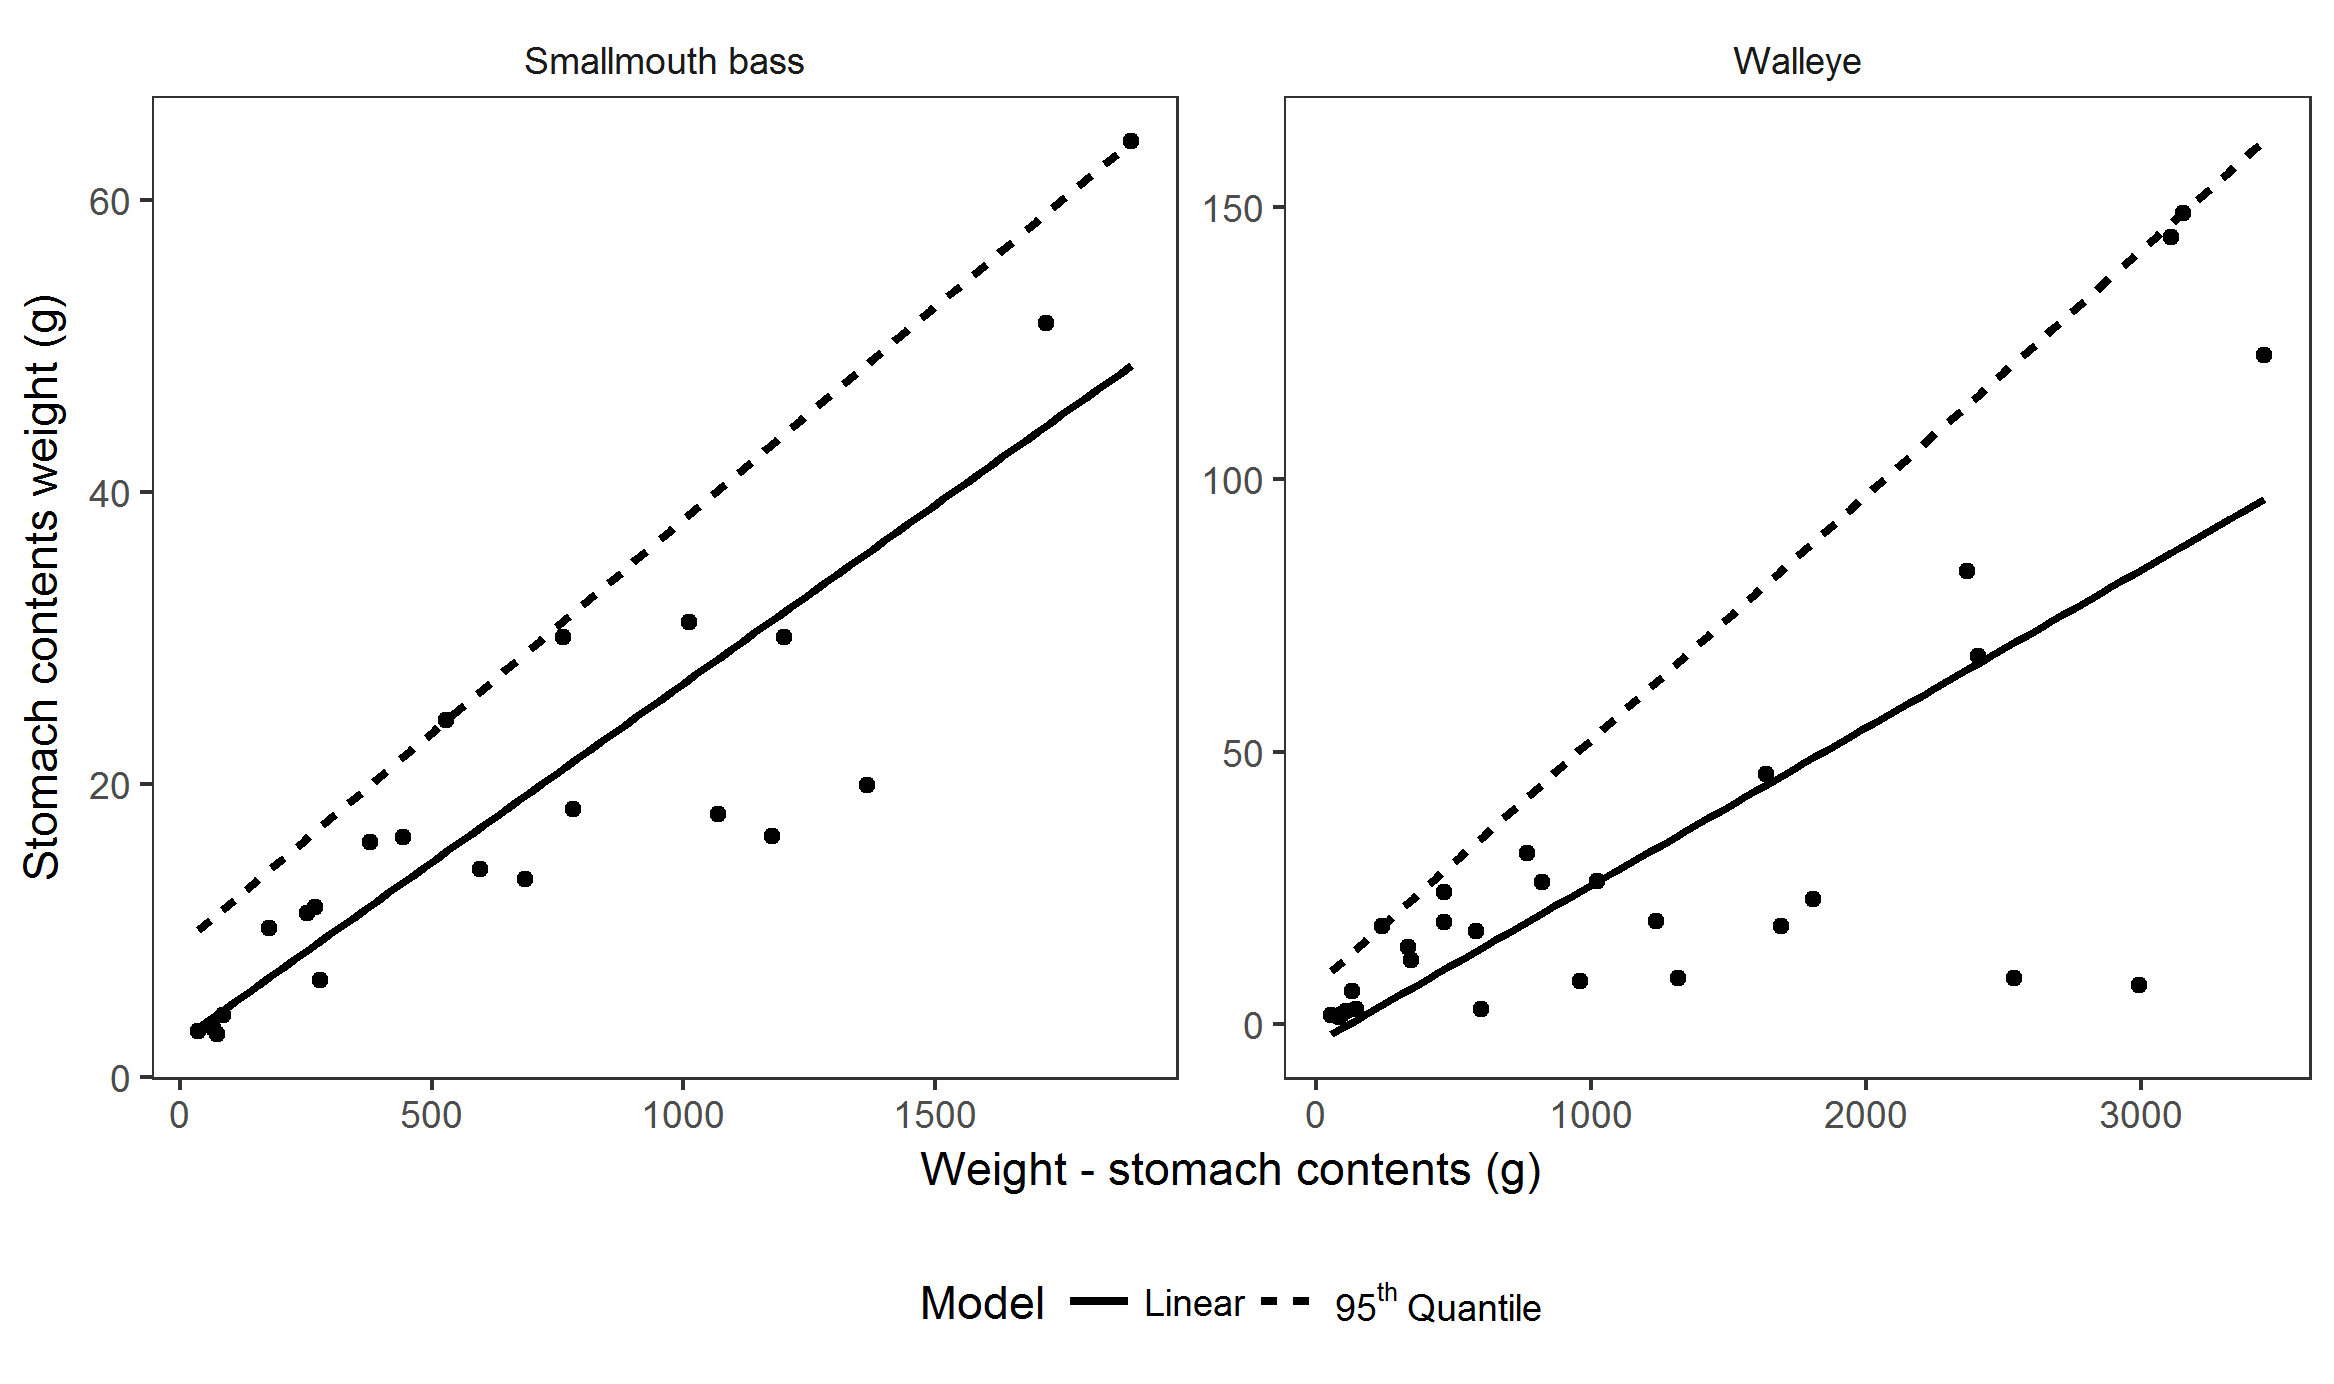 Smallmouth bass
Walleye
Stomach contents weight (g)
60
40
20
0
150
100
50
0
0 500 1000 1500
0 1000 2000 3000
Weight - stomach contents (g)
Model Linear 95th Quantile